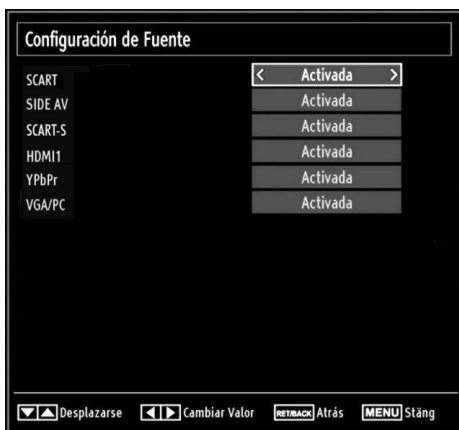 Configuración de Fuente
SCART < Activada >
SIDE AV Activada
SCART-S Activada
HDMI1 Activada
YPbPr Activada
VGA/PC Activada
Desplazarse Cambiar Valor RET/BACK Atrás MENU Stäng